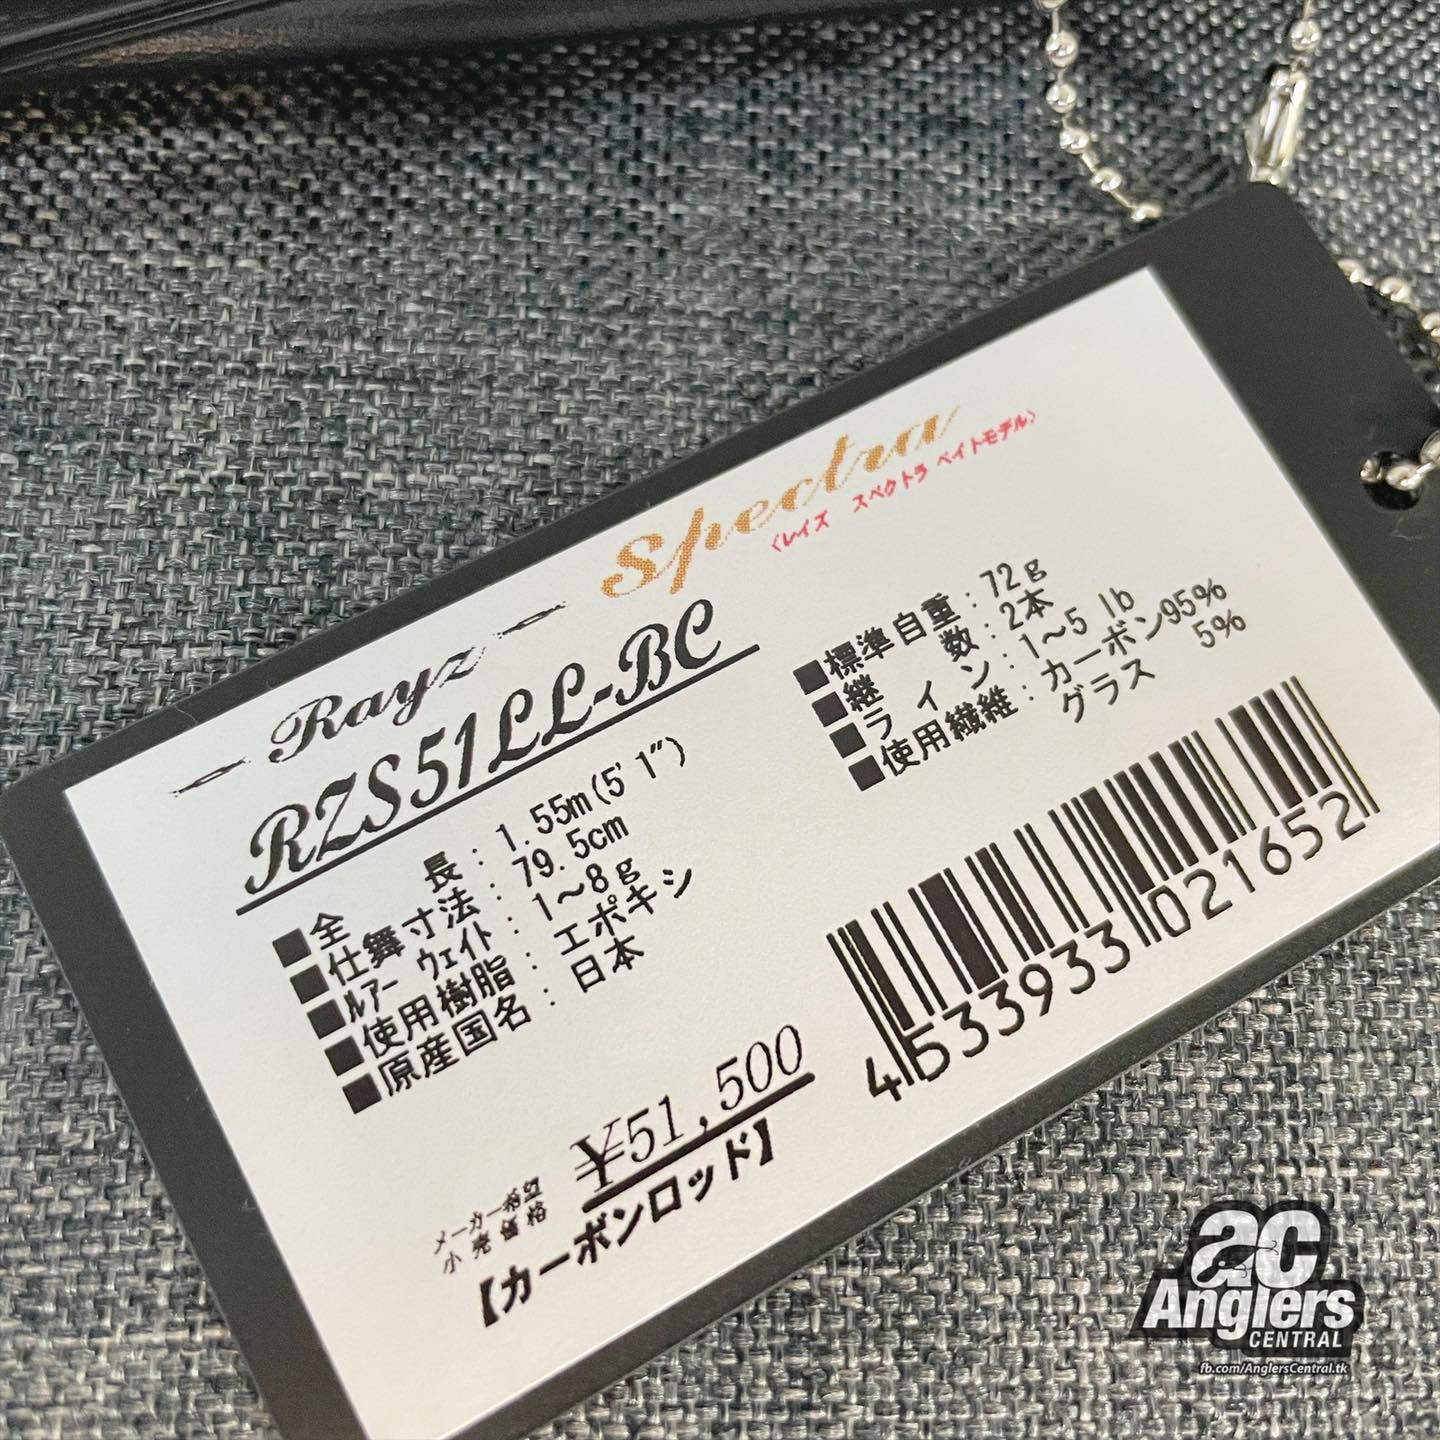 Rayz
Spectra
(レイズ スペクトラ ベイトモデル)
RZS51LL-BC
■全長：1.55m(5'1")
■仕舞寸法：79.5cm
■ルアーウェイト：1～8g
■使用樹脂：エポキシ
■原産国名：日本
■標準自重：72g
■継数：2本
■ライン：1～5 lb
■使用繊維：カーボン95%
グラス 5%
4533933021652
メーカー希望
小売価格
¥51,500
【カーボンロッド】
ac
Anglers
CENTRAL
fb.com/AnglersCentral.tk